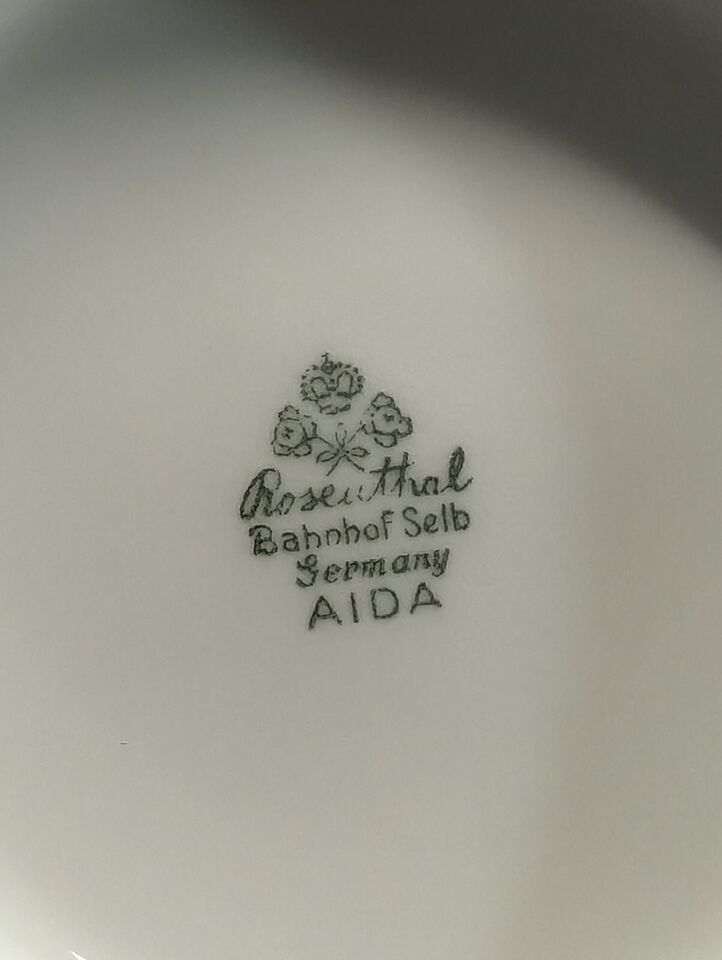 Rosenthal
Bahnhof Selb
Germany
AIDA